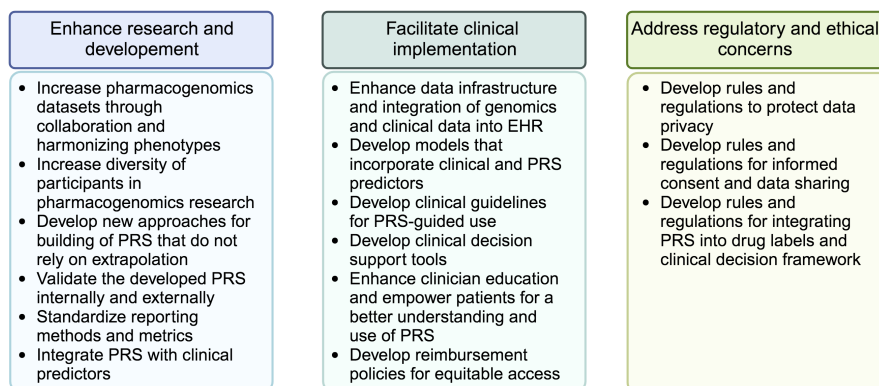 Enhance research and
developement
• Increase pharmacogenomics
datasets through
collaboration and
harmonizing phenotypes
• Increase diversity of
participants in
pharmacogenomics research
• Develop new approaches for
building of PRS that do not
rely on extrapolation
• Validate the developed PRS
internally and externally
• Standardize reporting
methods and metrics
• Integrate PRS with clinical
predictors
Facilitate clinical
implementation
• Enhance data infrastructure
and integration of genomics
and clinical data into EHR
• Develop models that
incorporate clinical and PRS
predictors
• Develop clinical guidelines
for PRS-guided use
• Develop clinical decision
support tools
• Enhance clinician education
and empower patients for a
better understanding and
use of PRS
• Develop reimbursement
policies for equitable access
Address regulatory and ethical
concerns
• Develop rules and
regulations to protect data
privacy
• Develop rules and
regulations for informed
consent and data sharing
• Develop rules and
regulations for integrating
PRS into drug labels and
clinical decision framework